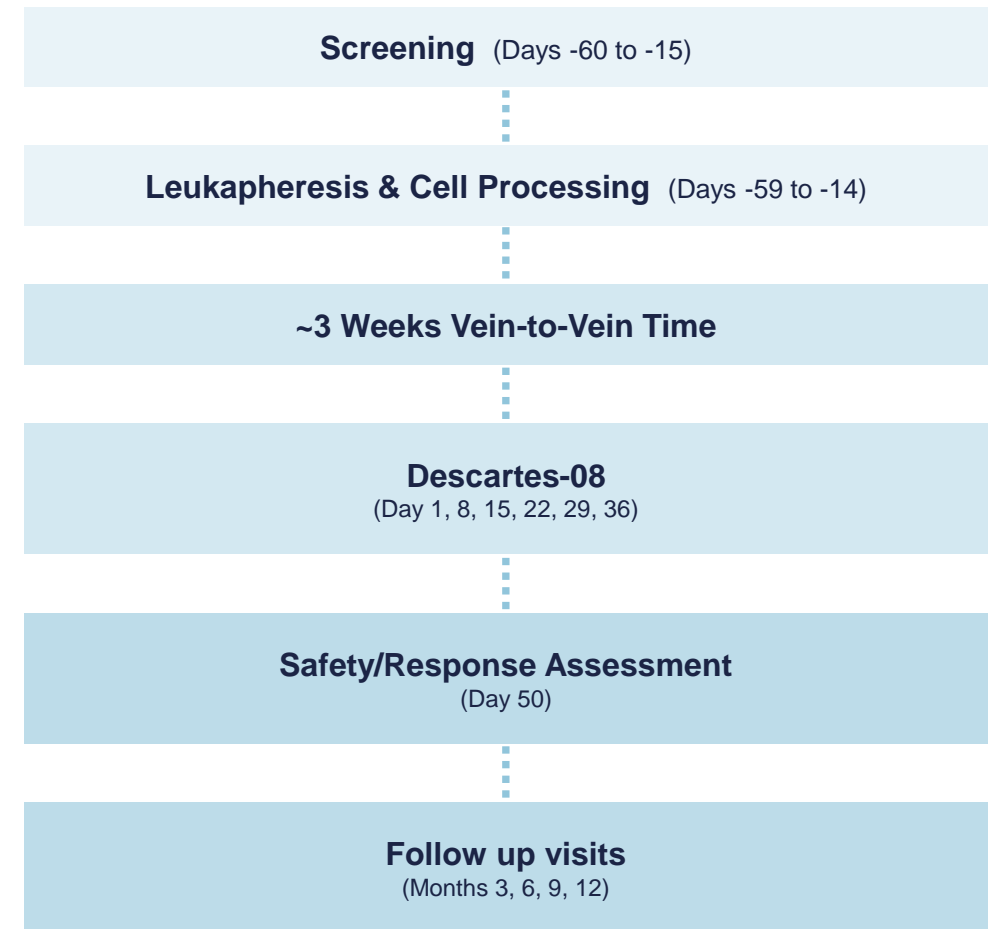 Screening (Days -60 to -15)
Leukapheresis & Cell Processing (Days -59 to -14)
~3 Weeks Vein-to-Vein Time
Descartes-08
(Day 1, 8, 15, 22, 29, 36)
Safety/Response Assessment
(Day 50)
Follow up visits
(Months 3, 6, 9, 12)